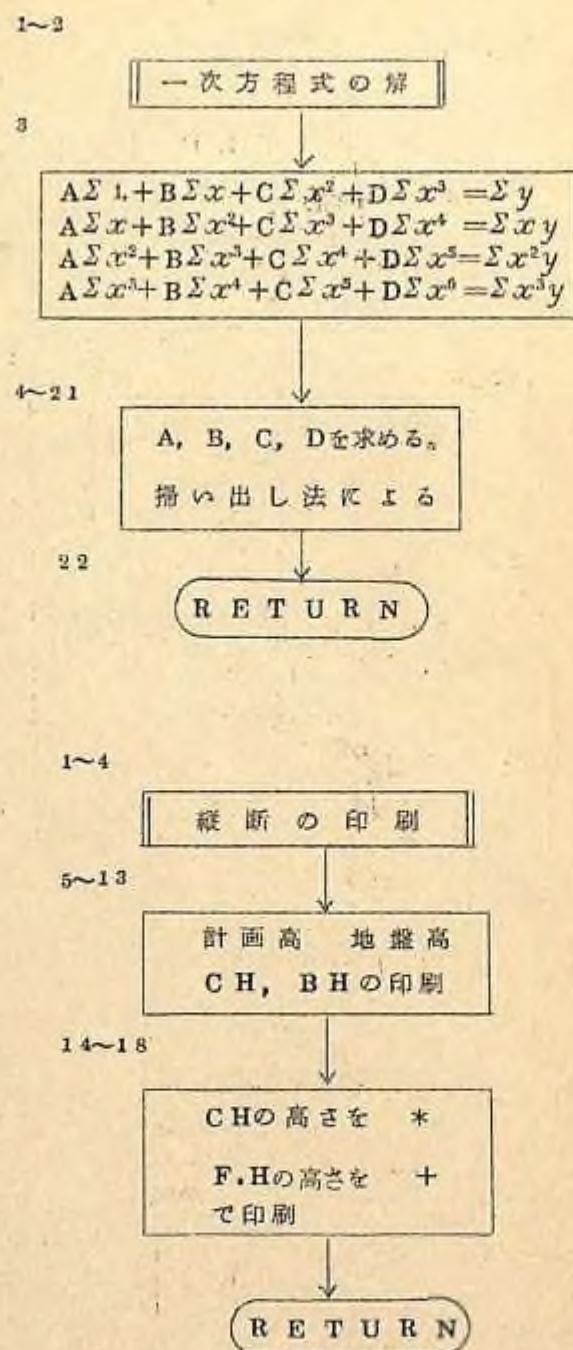 1～2
一次方程式の解
3
AΣ1.+BΣx+CΣx²+DΣx³=Σy
AΣx+BΣx²+CΣx³+DΣx⁴=Σxy
AΣx²+BΣx³+CΣx⁴+DΣx⁵=Σx²y
AΣx³+BΣx⁴+CΣx⁵+DΣx⁶=Σx³y
4～21
A, B, C, Dを求める。
掃い出し法による
22
RETURN
1～4
縦断の印刷
5～13
計画高 地盤高
CH, BHの印刷
14～18
CHの高さを *
F.Hの高さを +
で印刷
RETURN